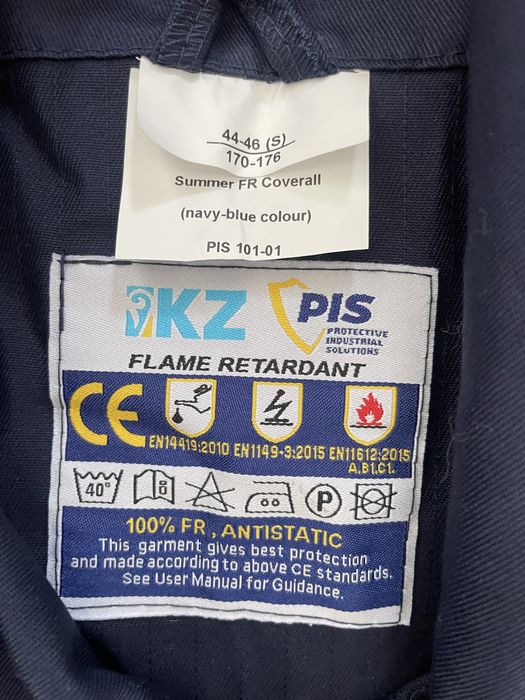 44-46 (S)
170-176
Summer FR Coverall
(navy-blue colour)
PIS 101-01
KZ
PIS
PROTECTIVE
INDUSTRIAL
SOLUTIONS
FLAME RETARDANT
CE
EN14419:2010 EN1149-3:2015 EN11612:2015
A,B1,C1.
40° P
100% FR , ANTISTATIC
This garment gives best protection
and made according to above CE standards.
See User Manual for Guidance.